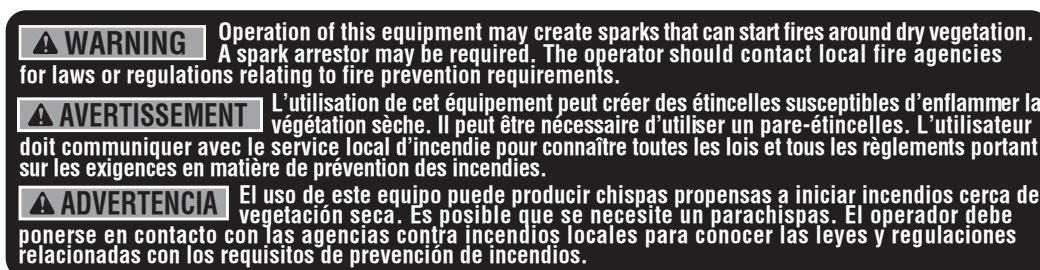 WARNING Operation of this equipment may create sparks that can start fires around dry vegetation.
A spark arrestor may be required. The operator should contact local fire agencies
for laws or regulations relating to fire prevention requirements.
AVERTISSEMENT L’utilisation de cet équipement peut créer des étincelles susceptibles d’enflammer la
végétation sèche. Il peut être nécessaire d’utiliser un pare-étincelles. L’utilisateur
doit communiquer avec le service local d’incendie pour connaître toutes les lois et tous les règlements portant
sur les exigences en matière de prévention des incendies.
ADVERTENCIA El uso de este equipo puede producir chispas propensas a iniciar incendios cerca de
vegetación seca. Es posible que se necesite un parachispas. El operador debe
ponerse en contacto con las agencias contra incendios locales para conocer las leyes y regulaciones
relacionadas con los requisitos de prevención de incendios.